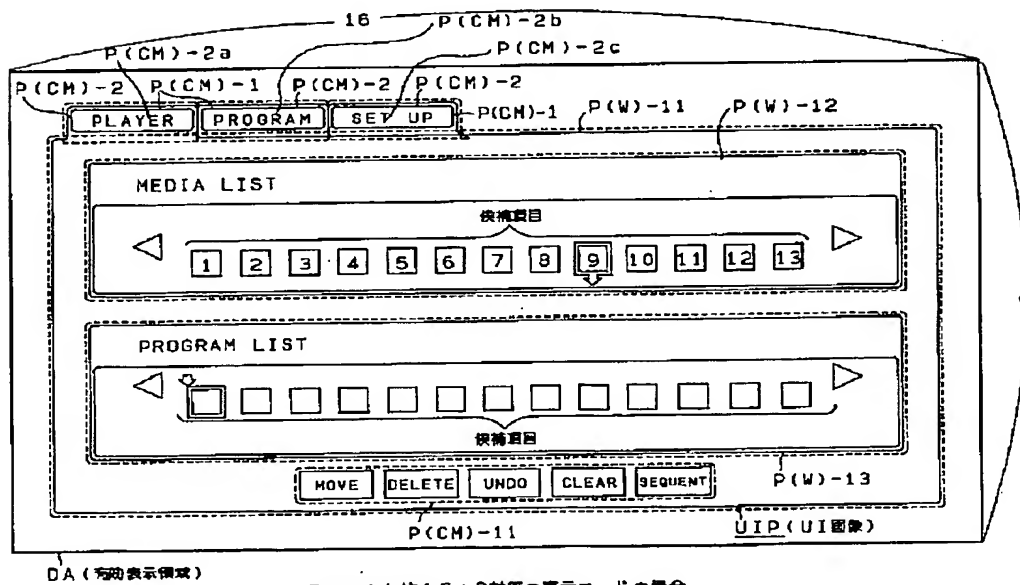 16
P(CM)-2b
P(CM)-2a
P(CM)-2c
P(CM)-2 P(CM)-1 P(CM)-2 P(CM)-2
PLAYER PROGRAM SET UP
P(CM)-1
P(W)-11
P(W)-12
MEDIA LIST
候補項目
1 2 3 4 5 6 7 8 9 10 11 12 13
PROGRAM LIST
候補項目
MOVE DELETE UNDO CLEAR SEQUENT
P(W)-13
P(CM)-11
UIP(UI画像)
DA(有効表示領域)